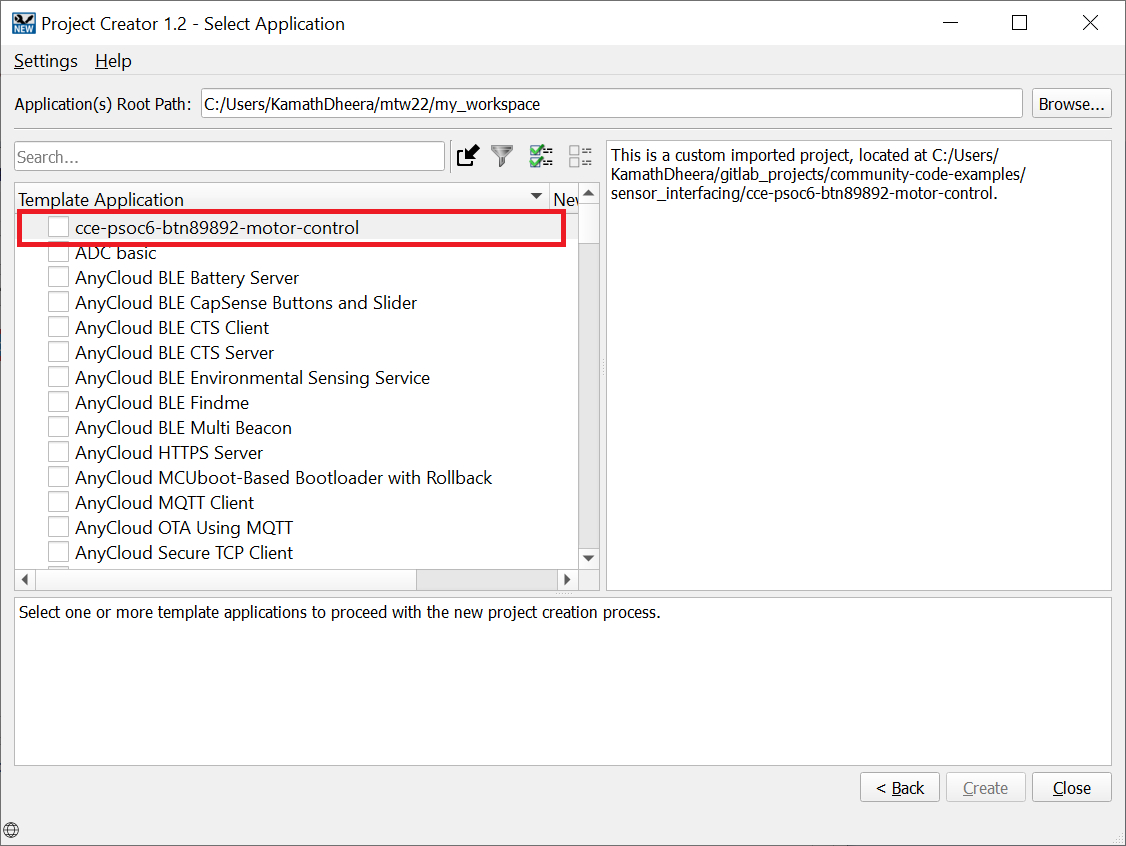 NEW Project Creator 1.2 - Select Application
Settings Help
Application(s) Root Path: C:/Users/KamathDheera/mtw22/my_workspace Browse...
Search...
Template Application
cce-psoc6-btn89892-motor-control
ADC basic
AnyCloud BLE Battery Server
AnyCloud BLE CapSense Buttons and Slider
AnyCloud BLE CTS Client
AnyCloud BLE CTS Server
AnyCloud BLE Environmental Sensing Service
AnyCloud BLE Findme
AnyCloud BLE Multi Beacon
AnyCloud HTTPS Server
AnyCloud MCUboot-Based Bootloader with Rollback
AnyCloud MQTT Client
AnyCloud OTA Using MQTT
AnyCloud Secure TCP Client
This is a custom imported project, located at C:/Users/
KamathDheera/gitlab_projects/community-code-examples/
sensor_interfacing/cce-psoc6-btn89892-motor-control.
Select one or more template applications to proceed with the new project creation process.
< Back Create Close